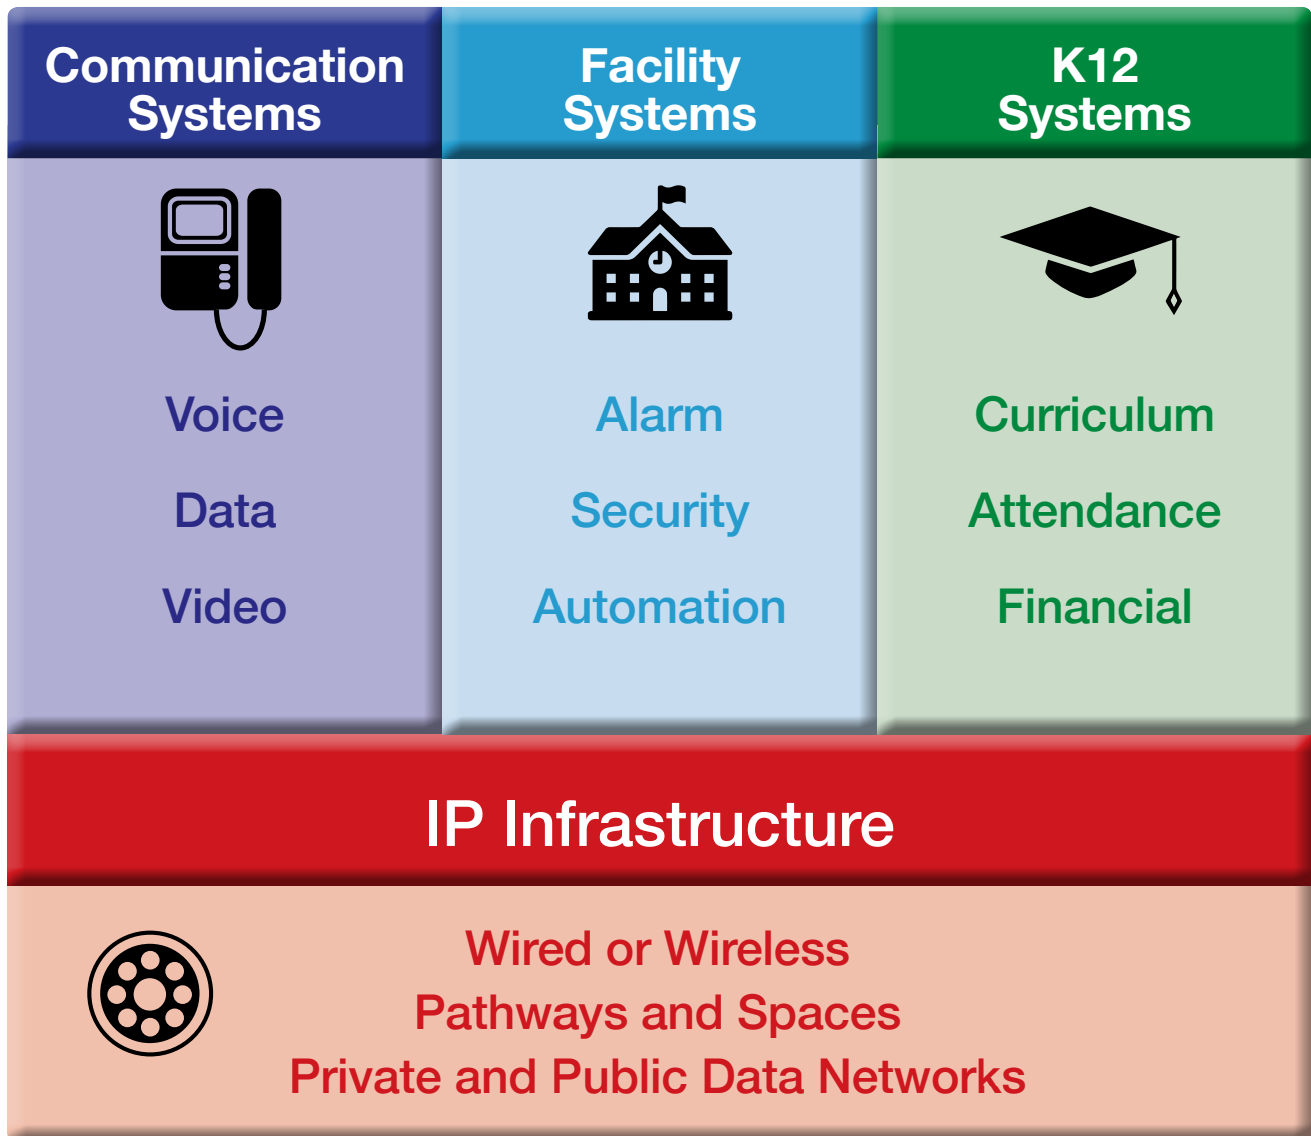 Communication
Systems
Facility
Systems
K12
Systems
Voice
Data
Video
Alarm
Security
Automation
Curriculum
Attendance
Financial
IP Infrastructure
Wired or Wireless
Pathways and Spaces
Private and Public Data Networks